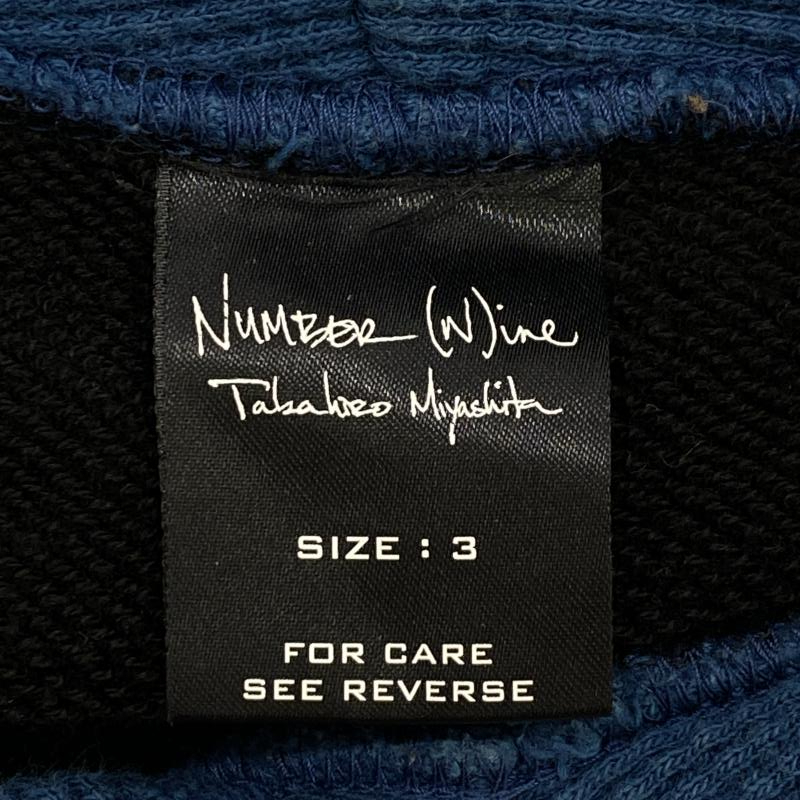 NUMBER (N)ine
Takahiro Miyashita
SIZE : 3
FOR CARE
SEE REVERSE